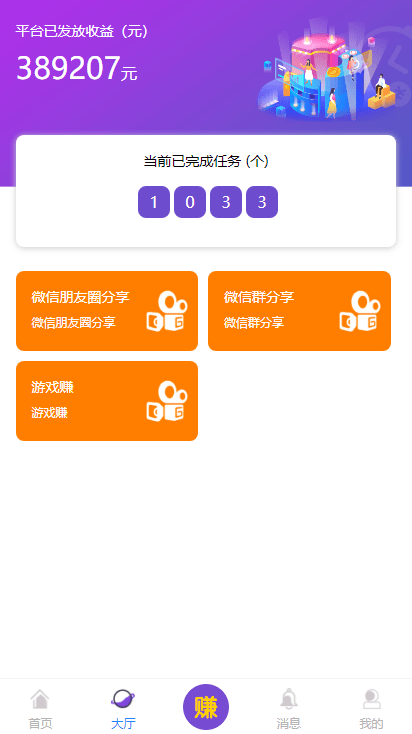 平台已发放收益（元）
389207元
当前已完成任务 (个)
1 0 3 3
微信朋友圈分享
微信朋友圈分享
微信群分享
微信群分享
游戏赚
游戏赚
首页
大厅
赚
消息
我的